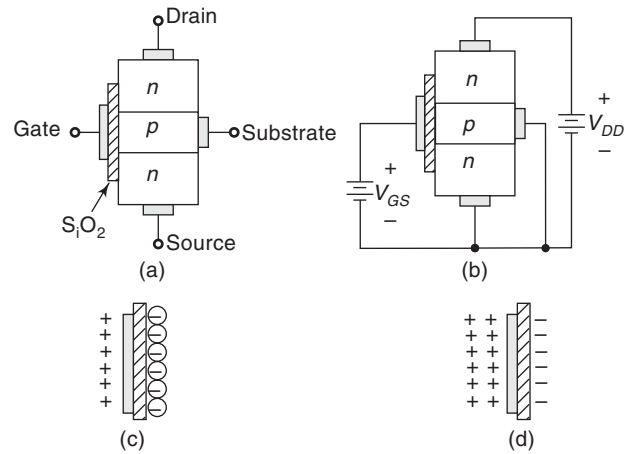 Drain
n
Gate
p
Substrate
n
SiO2
Source
(a)
n
p
n
+
VDD
–
+
VGS
–
(b)
+
+
+
+
+
+
–
–
–
–
–
–
(c)
+ +
+ +
+ +
+ +
+ +
+ +
–
–
–
–
–
–
(d)